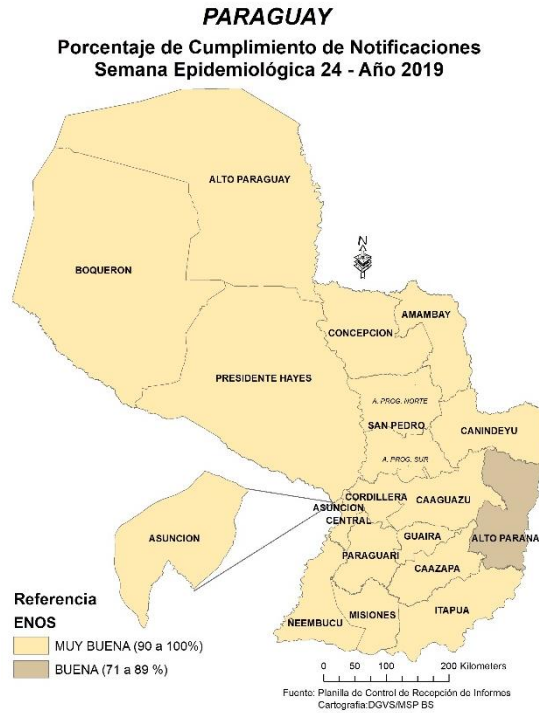 PARAGUAY
Porcentaje de Cumplimiento de Notificaciones
Semana Epidemiológica 24 - Año 2019
ALTO PARAGUAY
BOQUERON
N
AMAMBAY
CONCEPCION
PRESIDENTE HAYES
A. PROG. NORTE
SAN PEDRO
CANINDEYU
A. PROG. SUR
CORDILLERA
CAAGUAZU
ASUNCION
CENTRAL
ASUNCION
GUAIRA
ALTO PARANA
PARAGUARI
CAAZAPA
ÑEEMBUCU
MISIONES
ITAPUA
Referencia
ENOS
MUY BUENA (90 a 100%)
BUENA (71 a 89 %)
0 50 100 200 Kilometers
Fuente: Planilla de Control de Recepción de Informes
Cartografia:DGVS/MSP BS